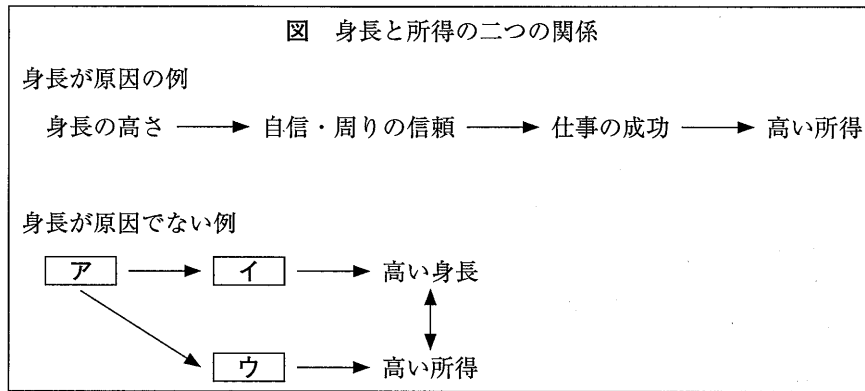 図 身長と所得の二つの関係
身長が原因の例
身長の高さ → 自信・周りの信頼 → 仕事の成功 → 高い所得
身長が原因でない例
ア → イ → 高い身長
ウ → 高い所得